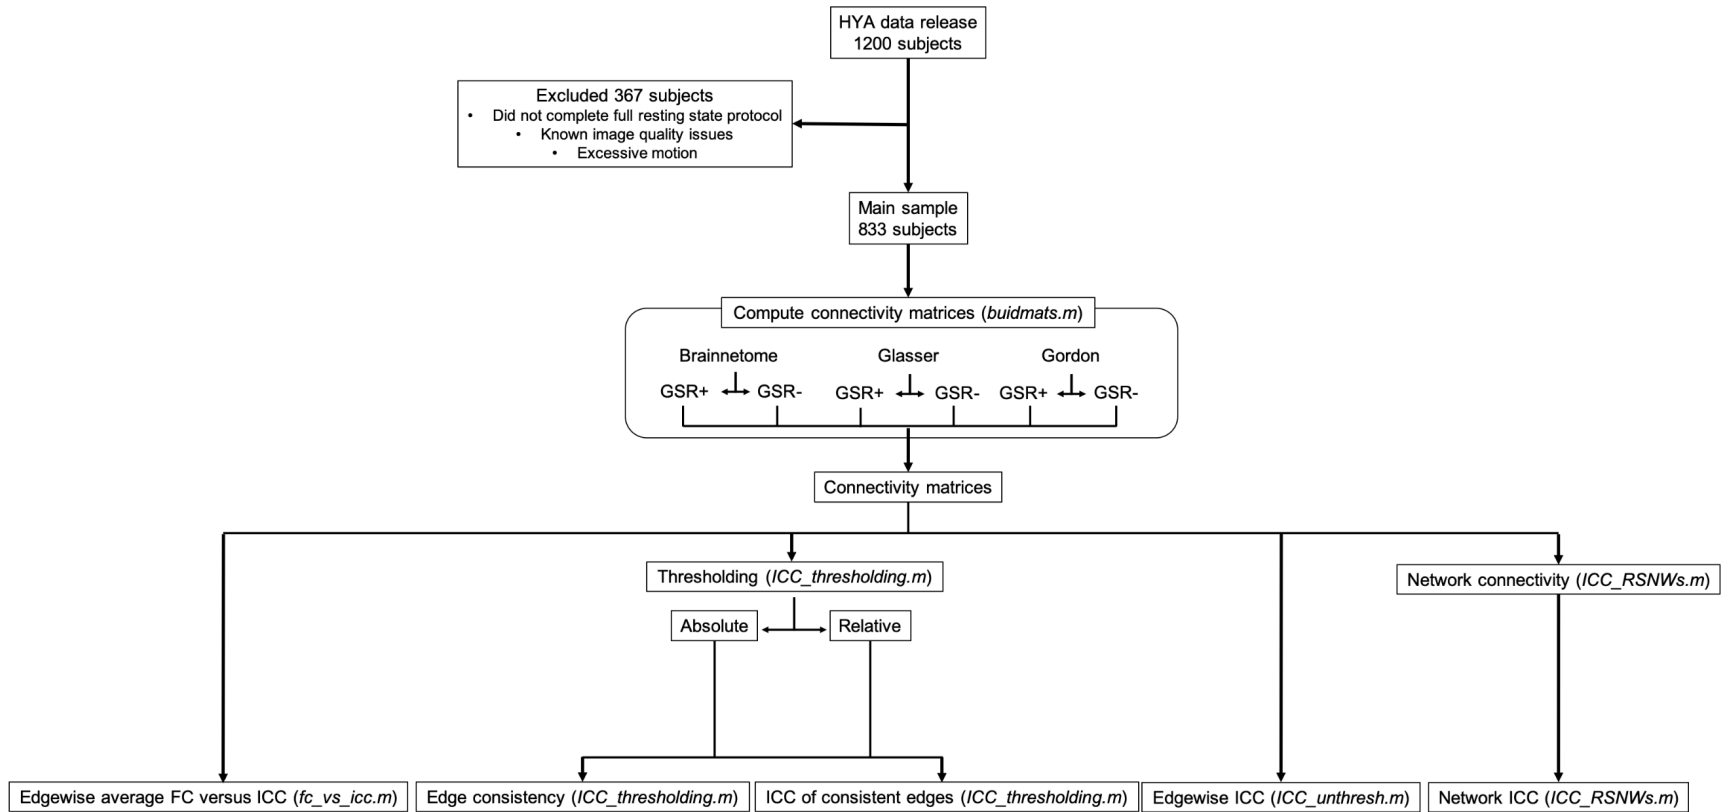 HYA data release
1200 subjects
Excluded 367 subjects
• Did not complete full resting state protocol
• Known image quality issues
• Excessive motion
Main sample
833 subjects
Compute connectivity matrices (buidmats.m)
Brainnetome Glasser Gordon
GSR+ GSR- GSR+ GSR- GSR+ GSR-
Connectivity matrices
Thresholding (ICC_thresholding.m)
Network connectivity (ICC_RSNWs.m)
Absolute Relative
Edgewise average FC versus ICC (fc_vs_icc.m)
Edge consistency (ICC_thresholding.m)
ICC of consistent edges (ICC_thresholding.m)
Edgewise ICC (ICC_unthresh.m)
Network ICC (ICC_RSNWs.m)